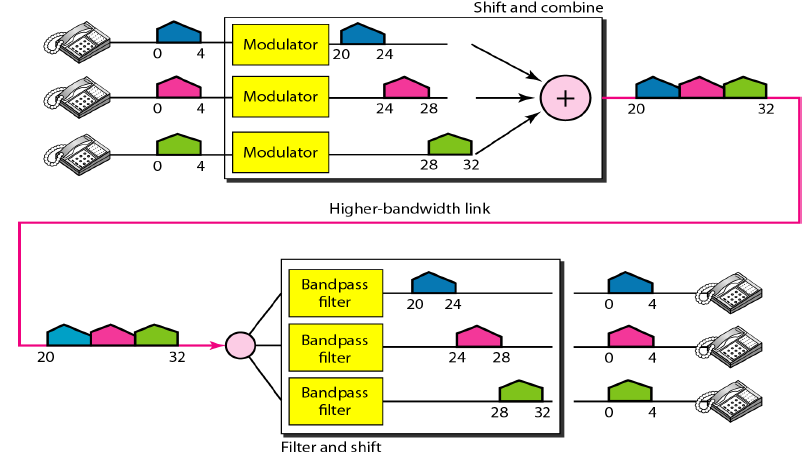 Shift and combine
0 4 Modulator 20 24
0 4 Modulator 24 28
0 4 Modulator 28 32
+
20 32
Higher-bandwidth link
20 32
Bandpass
filter
20 24
0 4
Bandpass
filter
24 28
0 4
Bandpass
filter
28 32
0 4
Filter and shift